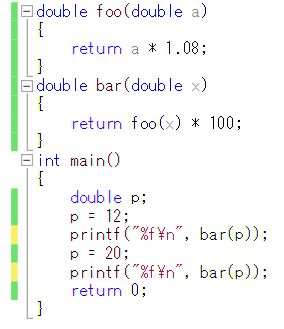 double foo(double a)
{
    return a * 1.08;
}
double bar(double x)
{
    return foo(x) * 100;
}
int main()
{
    double p;
    p = 12;
    printf("%f¥n", bar(p));
    p = 20;
    printf("%f¥n", bar(p));
    return 0;
}